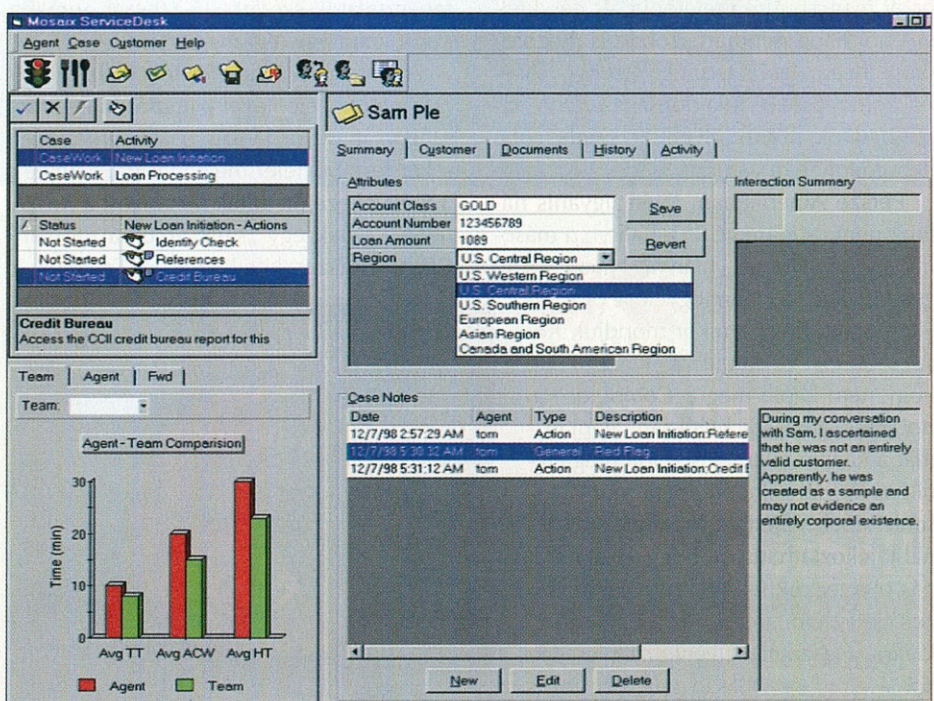 Mosaix ServiceDesk
Agent Case Customer Help
Case Activity
CaseWork New Loan Initiation
CaseWork Loan Processing
Status New Loan Initiation - Actions
Not Started Identity Check
Not Started References
Not Started Credit Bureau
Credit Bureau
Access the CCII credit bureau report for this
Team Agent Fwd
Team:
Agent-Team Comparision
Time (min)
30
20
10
0
Avg TT Avg ACW Avg HT
Agent Team
Sam Ple
Summary Customer Documents History Activity
Attributes
Account Class GOLD
Account Number 123456789
Loan Amount 1089
Region U.S. Central Region
U.S. Western Region
U.S. Central Region
U.S. Southern Region
European Region
Asian Region
Canada and South American Region
Save
Revert
Interaction Summary
Case Notes
Date Agent Type Description
12/7/98 2:57:29 AM tom Action New Loan Initiation:Refere
12/7/98 5:30:32 AM tom General Red Flag
12/7/98 5:31:12 AM tom Action New Loan Initiation:Credit E
During my conversation
with Sam, I ascertained
that he was not an entirely
valid customer.
Apparently, he was
created as a sample and
may not evidence an
entirely corporal existence.
New Edit Delete